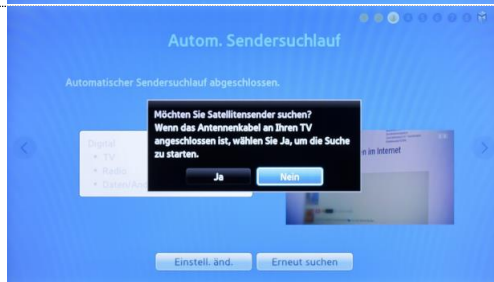 Autom. Sendersuchlauf
Automatischer Sendersuchlauf abgeschlossen.
Möchten Sie Satellitensender suchen?
Wenn das Antennenkabel an Ihren TV
angeschlossen ist, wählen Sie Ja, um die Suche
zu starten.
Ja
Nein
Digital
• TV
• Radio
en im Internet
Einstell. änd.
Erneut suchen